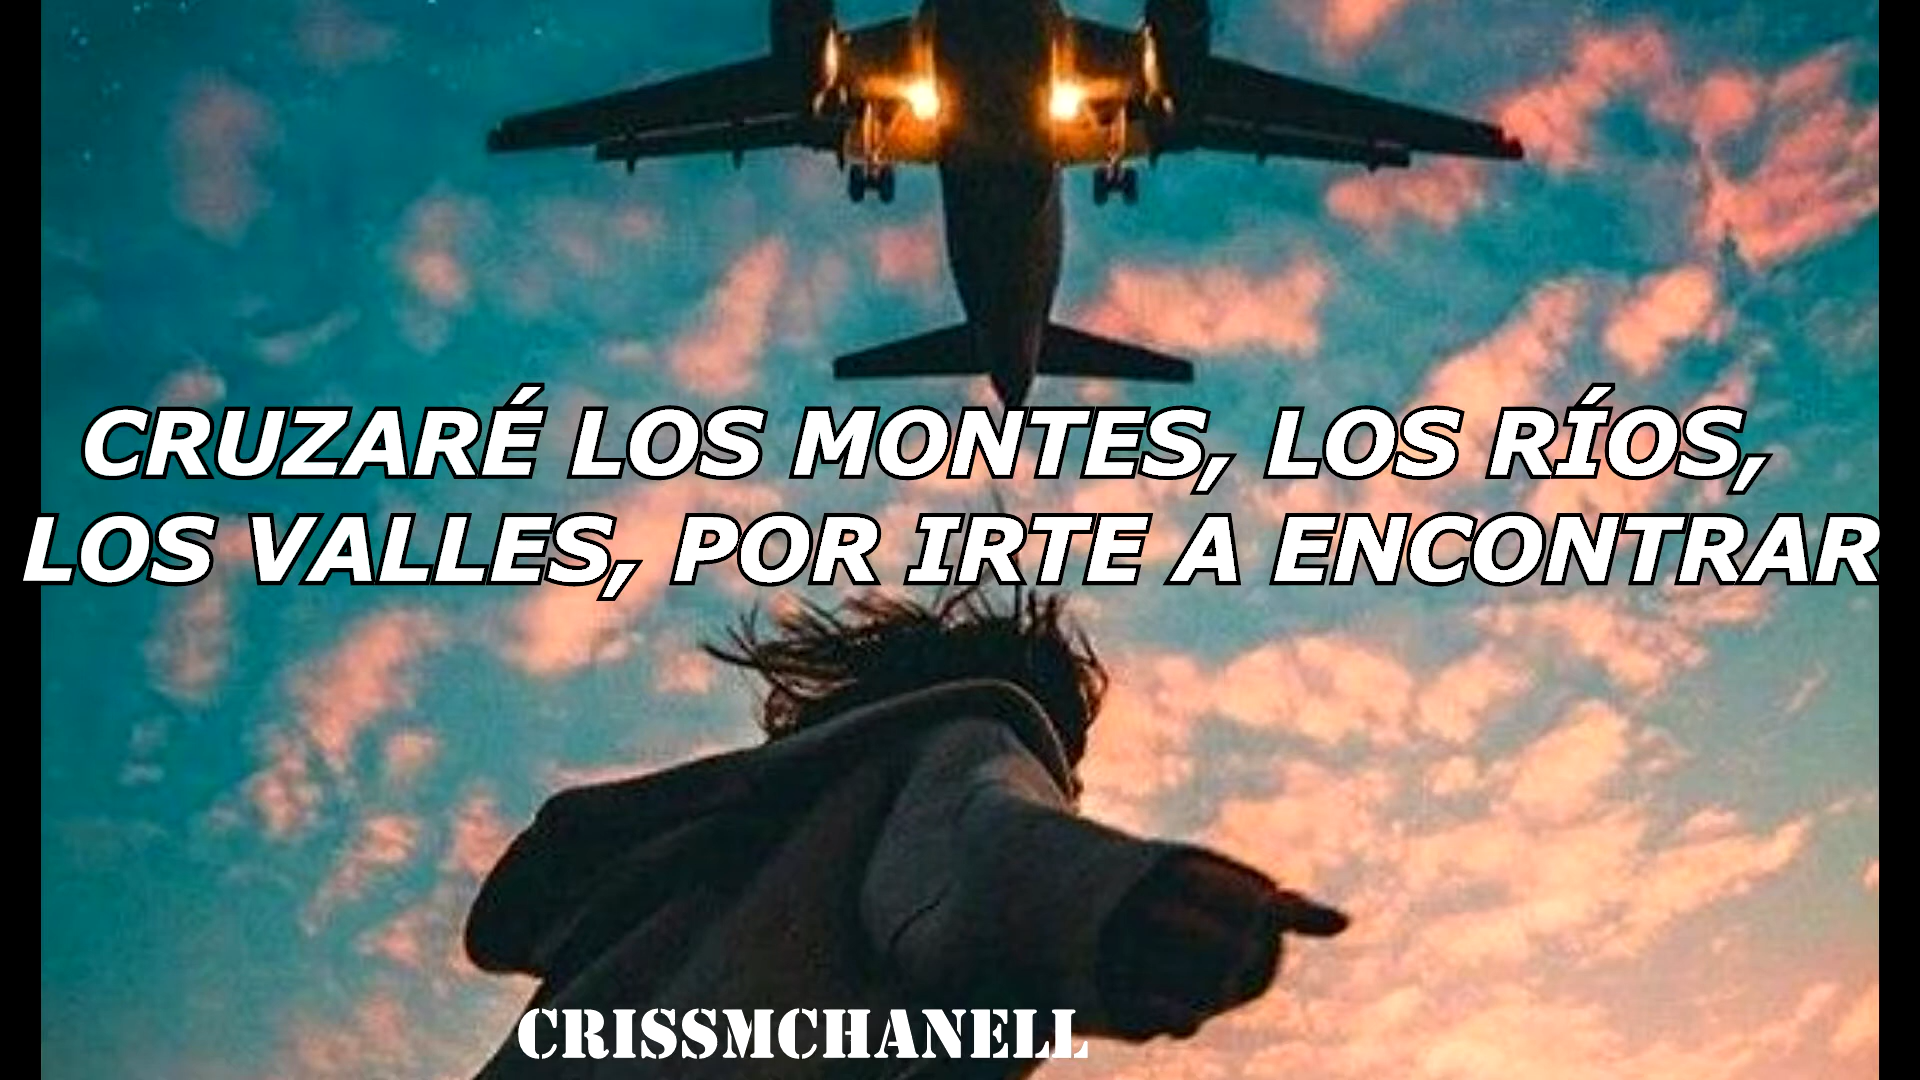 CRUZARÉ LOS MONTES, LOS RÍOS,
LOS VALLES, POR IRTE A ENCONTRAR
CRISSMCHANELL